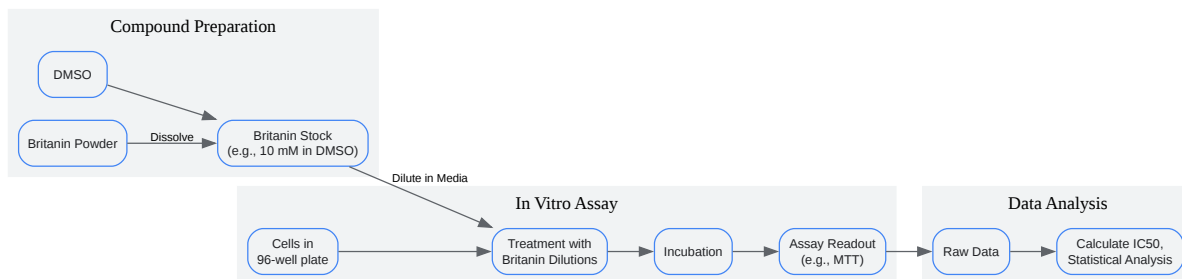 Compound Preparation
DMSO
Britanin Powder
Dissolve
Britanin Stock
(e.g., 10 mM in DMSO)
Dilute in Media
In Vitro Assay
Cells in
96-well plate
Treatment with
Britanin Dilutions
Incubation
Assay Readout
(e.g., MTT)
Data Analysis
Raw Data
Calculate IC50,
Statistical Analysis